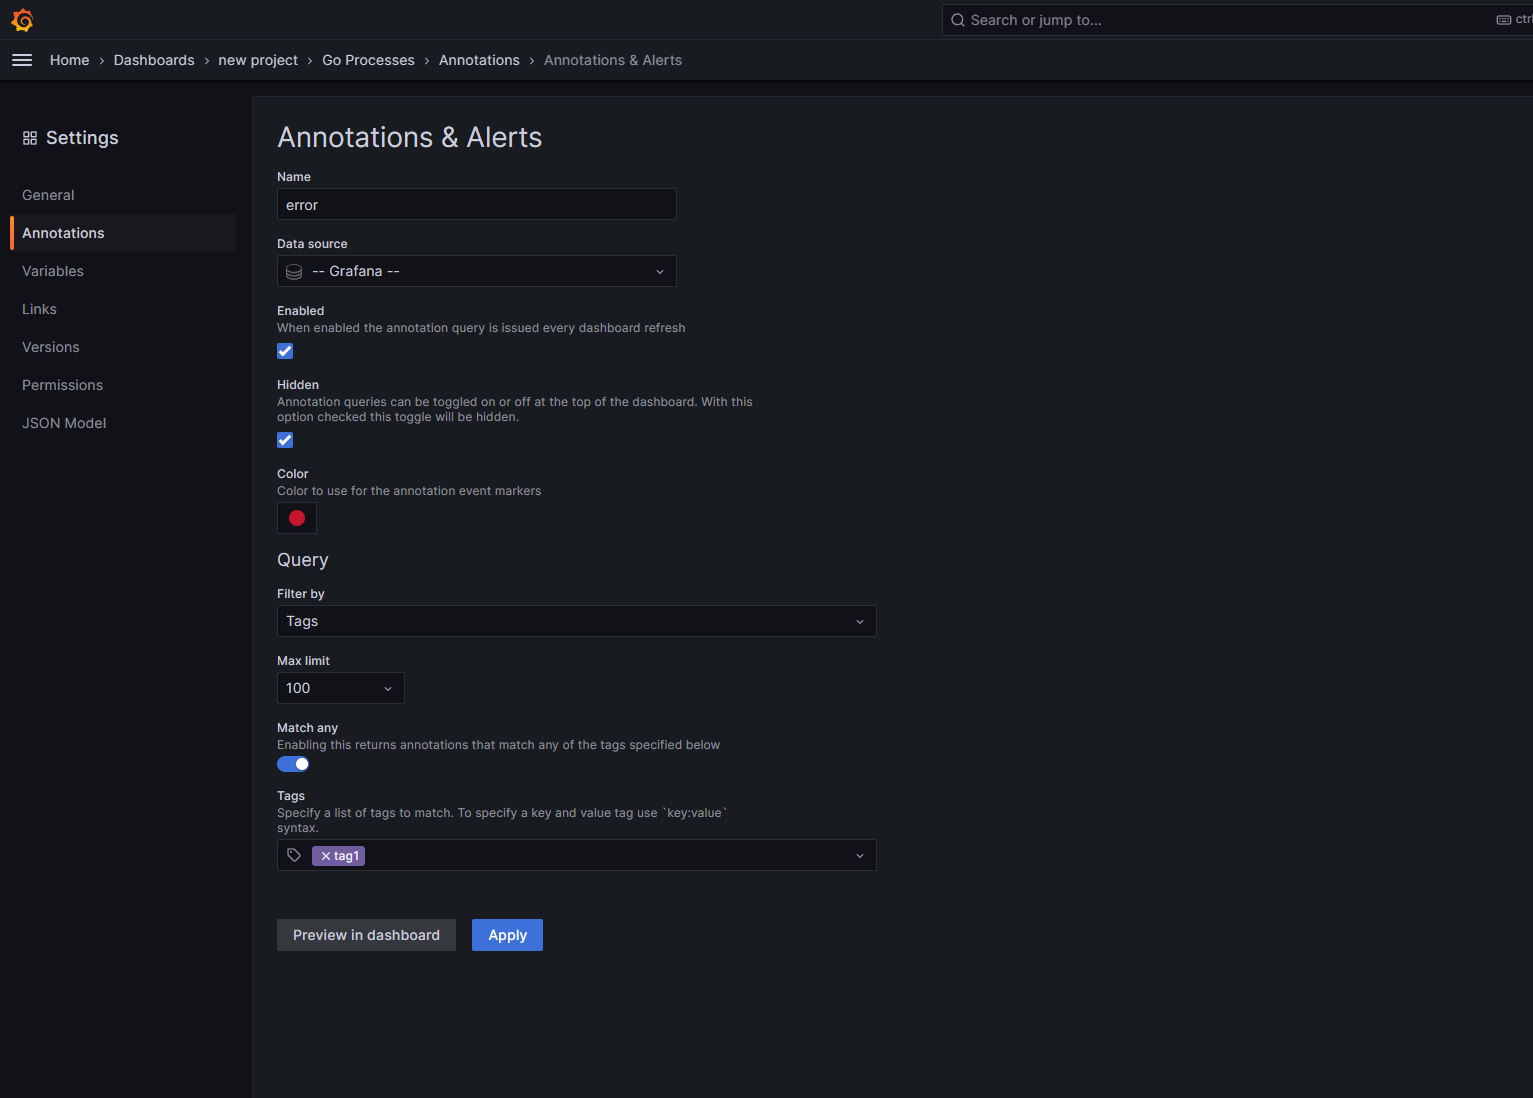 Search or jump to...
Home › Dashboards › new project › Go Processes › Annotations › Annotations & Alerts
Settings
General
Annotations
Variables
Links
Versions
Permissions
JSON Model
Annotations & Alerts
Name
error
Data source
-- Grafana --
Enabled
When enabled the annotation query is issued every dashboard refresh
Hidden
Annotation queries can be toggled on or off at the top of the dashboard. With this
option checked this toggle will be hidden.
Color
Color to use for the annotation event markers
Query
Filter by
Tags
Max limit
100
Match any
Enabling this returns annotations that match any of the tags specified below
Tags
Specify a list of tags to match. To specify a key and value tag use `key:value`
syntax.
tag1
Preview in dashboard
Apply